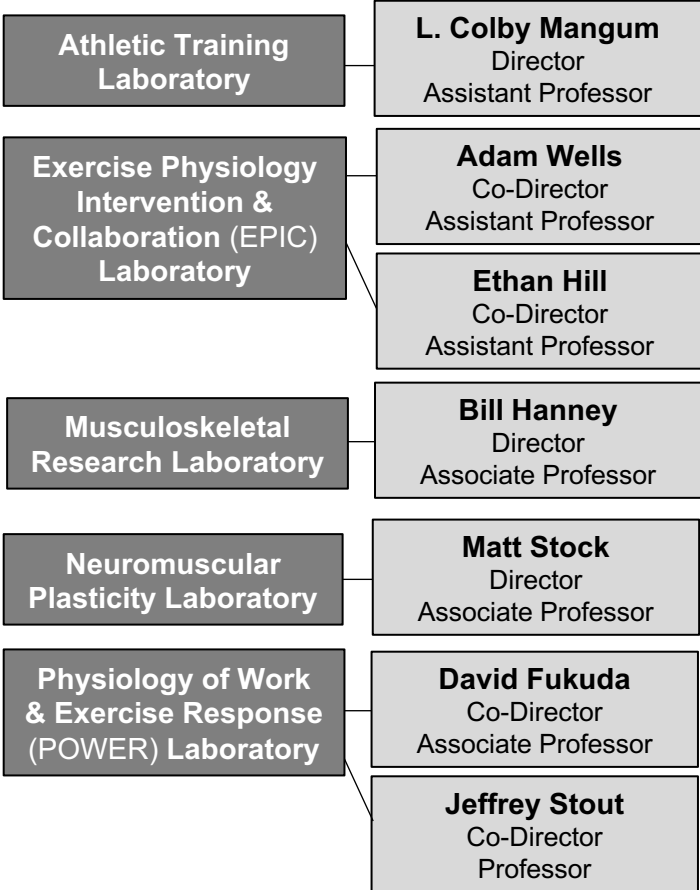 Athletic Training
Laboratory
L. Colby Mangum
Director
Assistant Professor
Exercise Physiology
Intervention &
Collaboration (EPIC)
Laboratory
Adam Wells
Co-Director
Assistant Professor
Ethan Hill
Co-Director
Assistant Professor
Musculoskeletal
Research Laboratory
Bill Hanney
Director
Associate Professor
Neuromuscular
Plasticity Laboratory
Matt Stock
Director
Associate Professor
Physiology of Work
& Exercise Response
(POWER) Laboratory
David Fukuda
Co-Director
Associate Professor
Jeffrey Stout
Co-Director
Professor